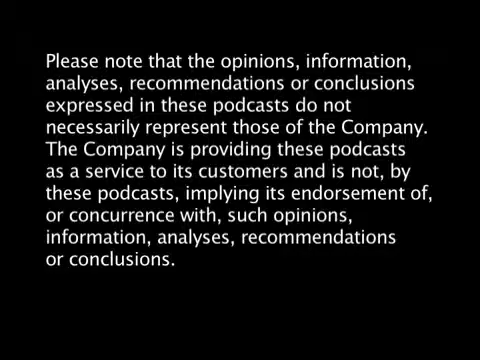 Please note that the opinions, information,
analyses, recommendations or conclusions
expressed in these podcasts do not
necessarily represent those of the Company.
The Company is providing these podcasts
as a service to its customers and is not, by
these podcasts, implying its endorsement of,
or concurrence with, such opinions,
information, analyses, recommendations
or conclusions.